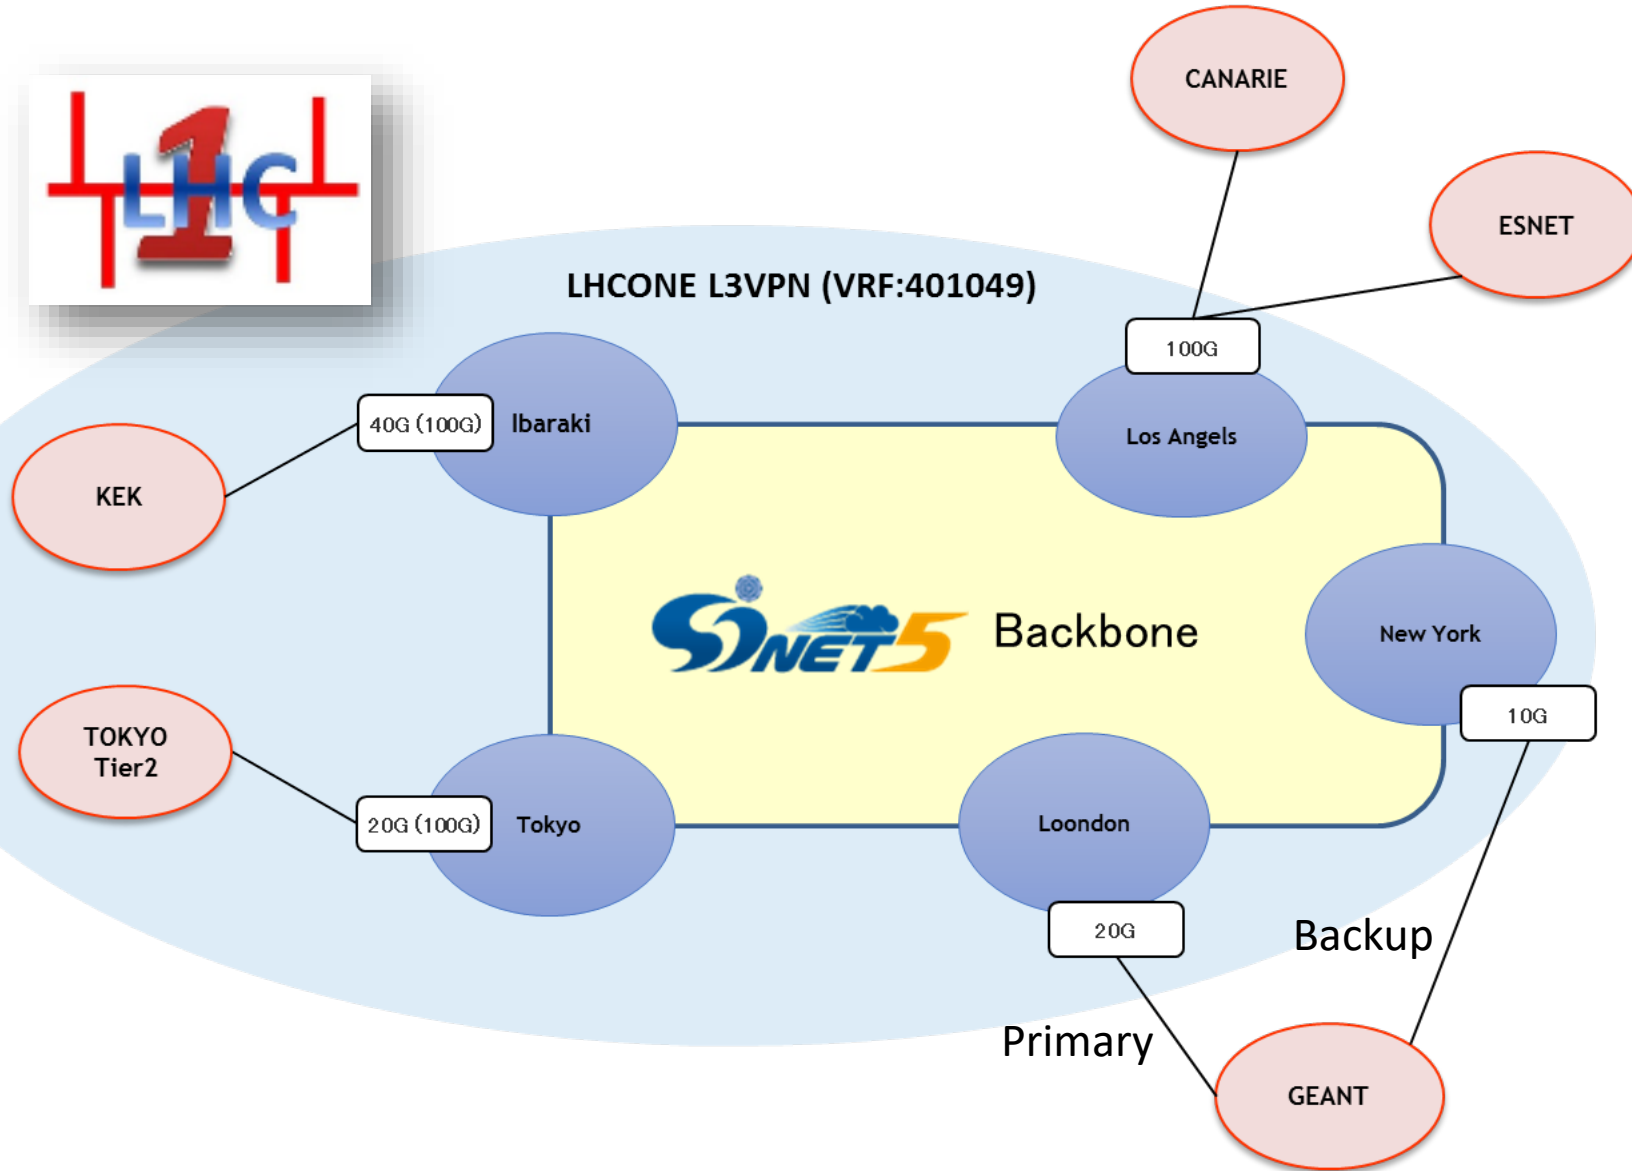 CANARIE
1
LHC
ESNET
LHCONE L3VPN (VRF:401049)
100G
40G (100G)
Ibaraki
Los Angels
KEK
SINET5
Backbone
New York
10G
TOKYO
Tier2
20G (100G)
Tokyo
Loondon
20G
Backup
Primary
GEANT